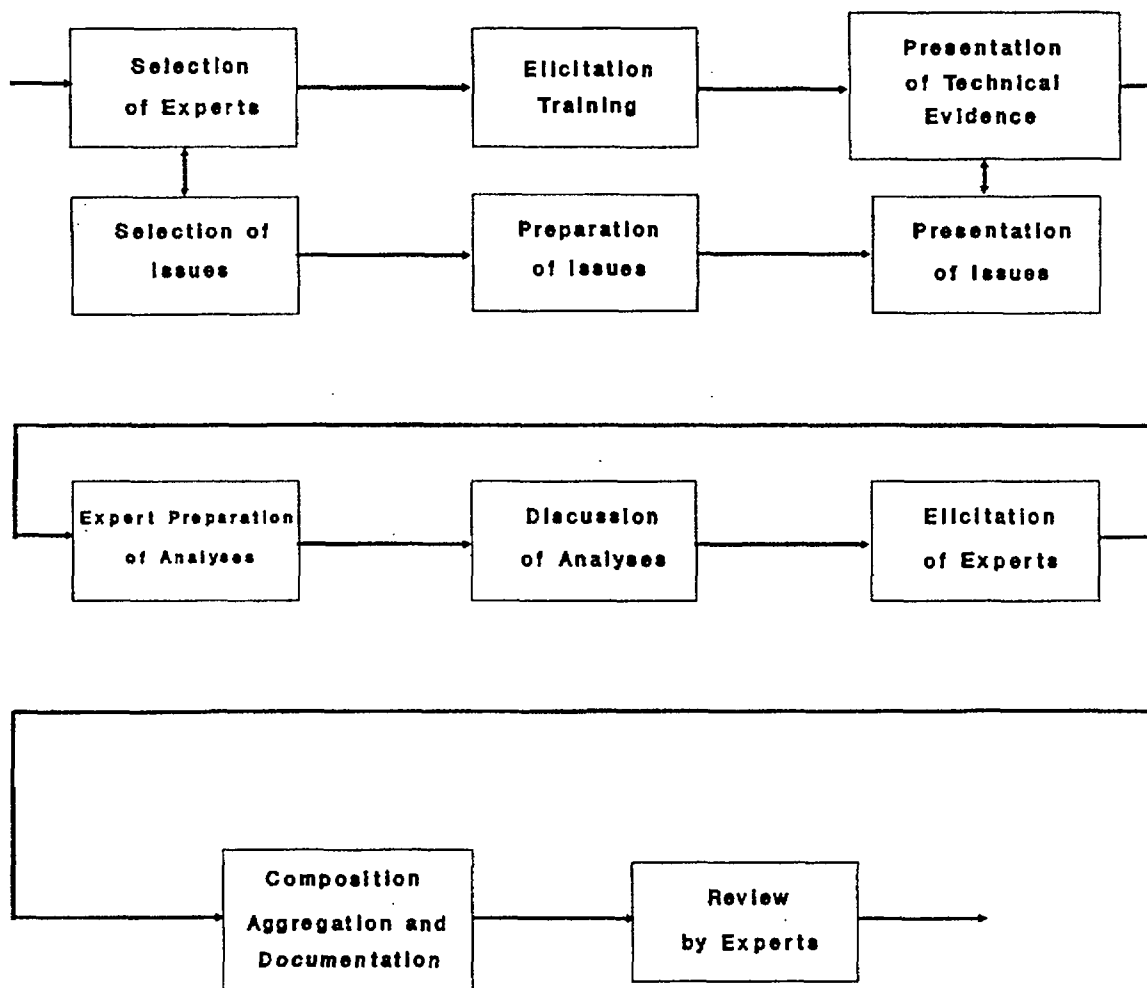 Selection
of Experts
Elicitation
Training
Presentation
of Technical
Evidence
Selection of
Issues
Preparation
of Issues
Presentation
of Issues
Expert Preparation
of Analyses
Discussion
of Analyses
Elicitation
of Experts
Composition
Aggregation and
Documentation
Review
by Experts